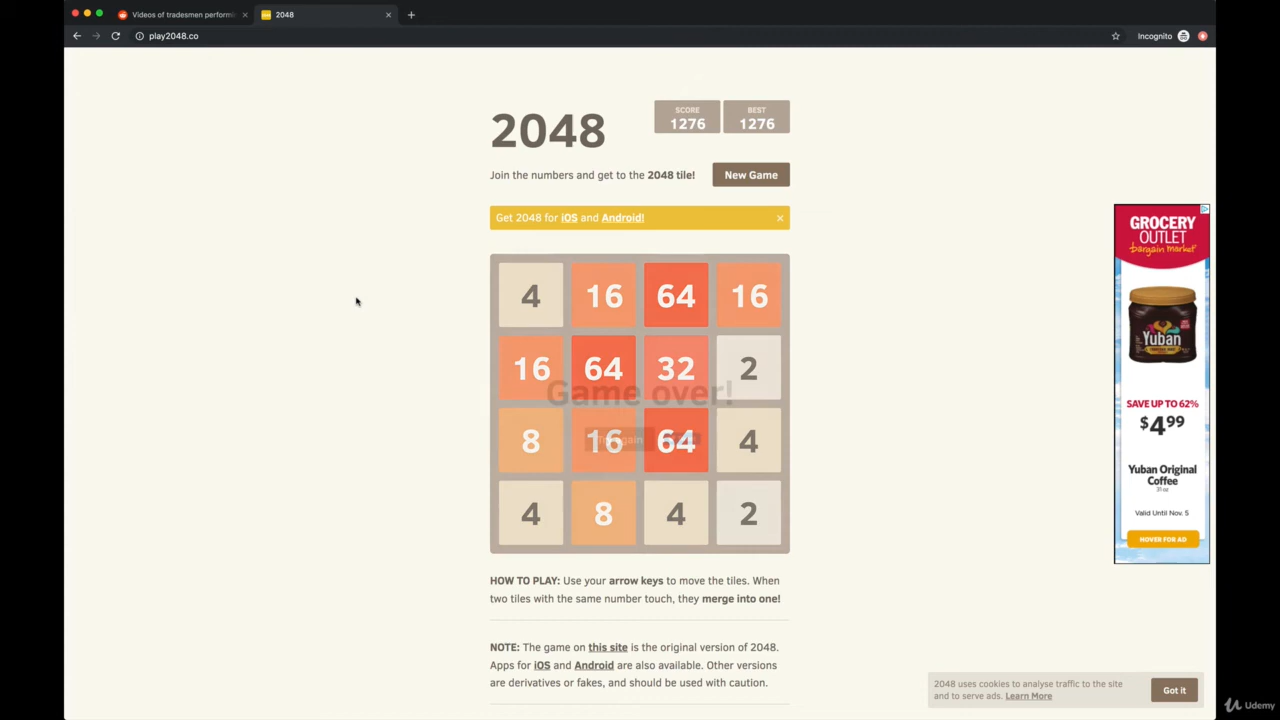 Videos of tradesmen performi
2048
play2048.co
Incognito
2048
SCORE
1276
BEST
1276
Join the numbers and get to the 2048 tile!
New Game
Get 2048 for iOS and Android!
4 16 64 16
16 64 32 2
Game over!
8 16 64 4
4 8 4 2
HOW TO PLAY: Use your arrow keys to move the tiles. When
two tiles with the same number touch, they merge into one!
NOTE: The game on this site is the original version of 2048.
Apps for iOS and Android are also available. Other versions
are derivatives or fakes, and should be used with caution.
GROCERY
OUTLET
bargain market
Yuban
SAVE UP TO 62%
$4.99
Yuban Original
Coffee
31 oz
Valid Until Nov. 5
HOVER FOR AD
2048 uses cookies to analyse traffic to the site
and to serve ads. Learn More
Got it
Udemy